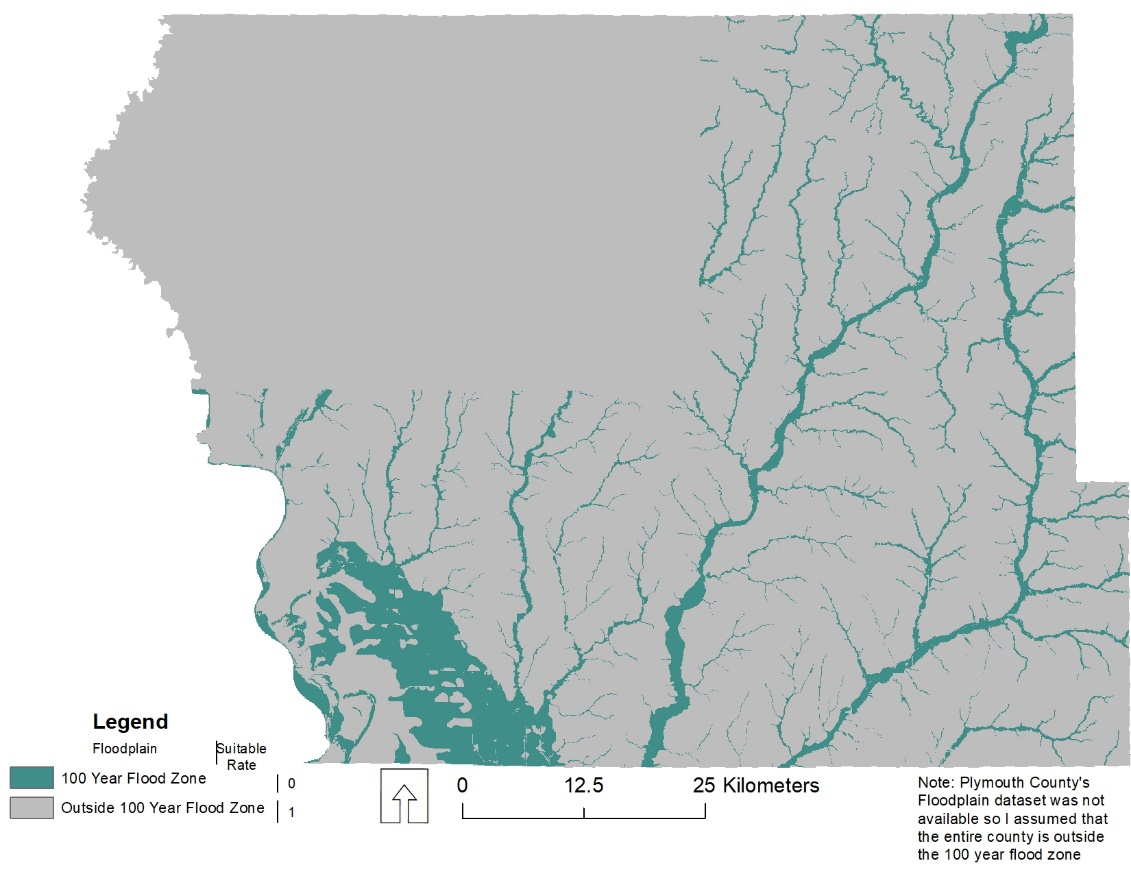 Legend
Floodplain Suitable
Rate
100 Year Flood Zone 0
Outside 100 Year Flood Zone 1
0 12.5 25 Kilometers
Note: Plymouth County's
Floodplain dataset was not
available so I assumed that
the entire county is outside
the 100 year flood zone